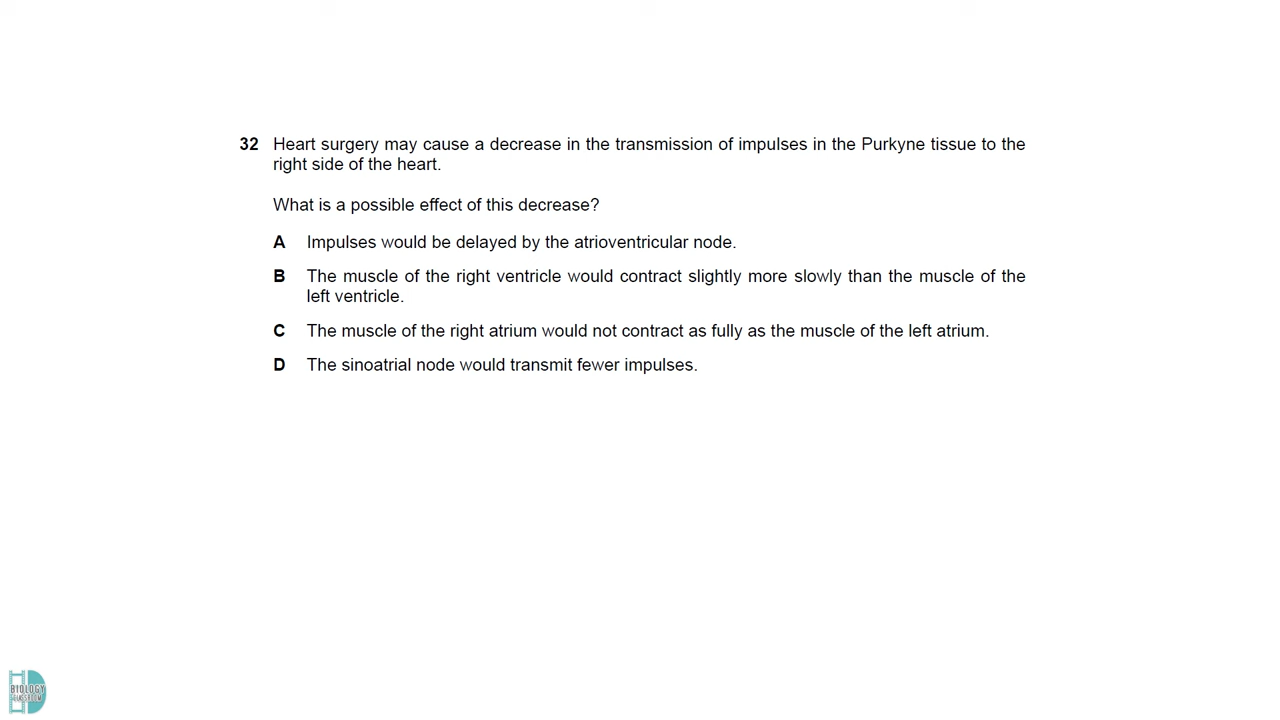 32 Heart surgery may cause a decrease in the transmission of impulses in the Purkyne tissue to the
right side of the heart.
What is a possible effect of this decrease?
A Impulses would be delayed by the atrioventricular node.
B The muscle of the right ventricle would contract slightly more slowly than the muscle of the
left ventricle.
C The muscle of the right atrium would not contract as fully as the muscle of the left atrium.
D The sinoatrial node would transmit fewer impulses.
BIOLOGY
CLASSROOM